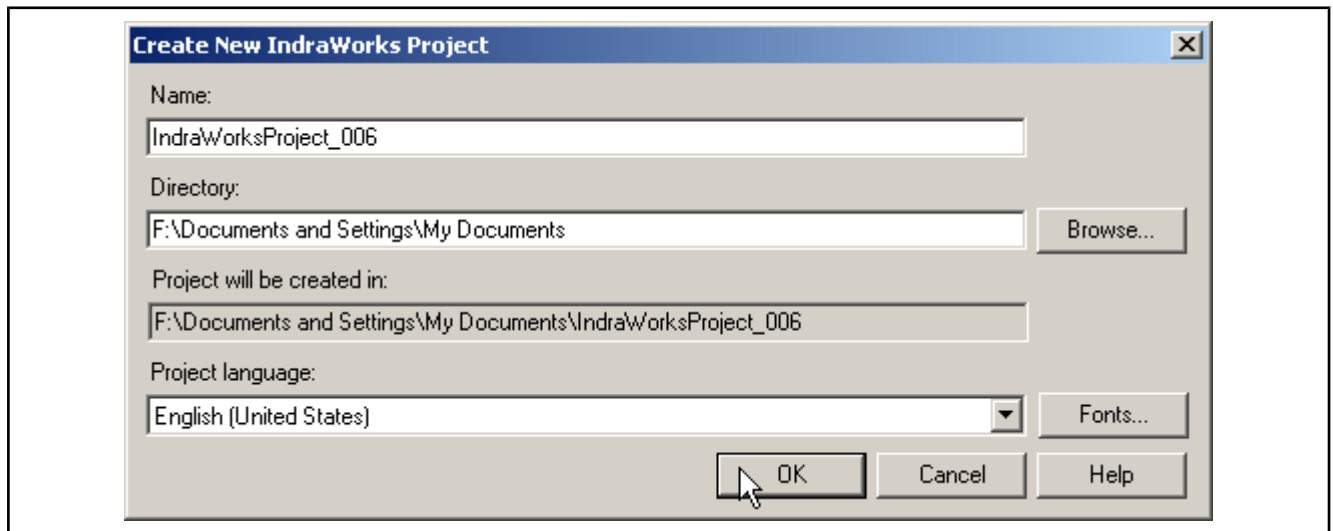 Create New IndraWorks Project
Name:
IndraWorksProject_006
Directory:
F:\Documents and Settings\My Documents
Browse...
Project will be created in:
F:\Documents and Settings\My Documents\IndraWorksProject_006
Project language:
English (United States)
Fonts...
OK
Cancel
Help